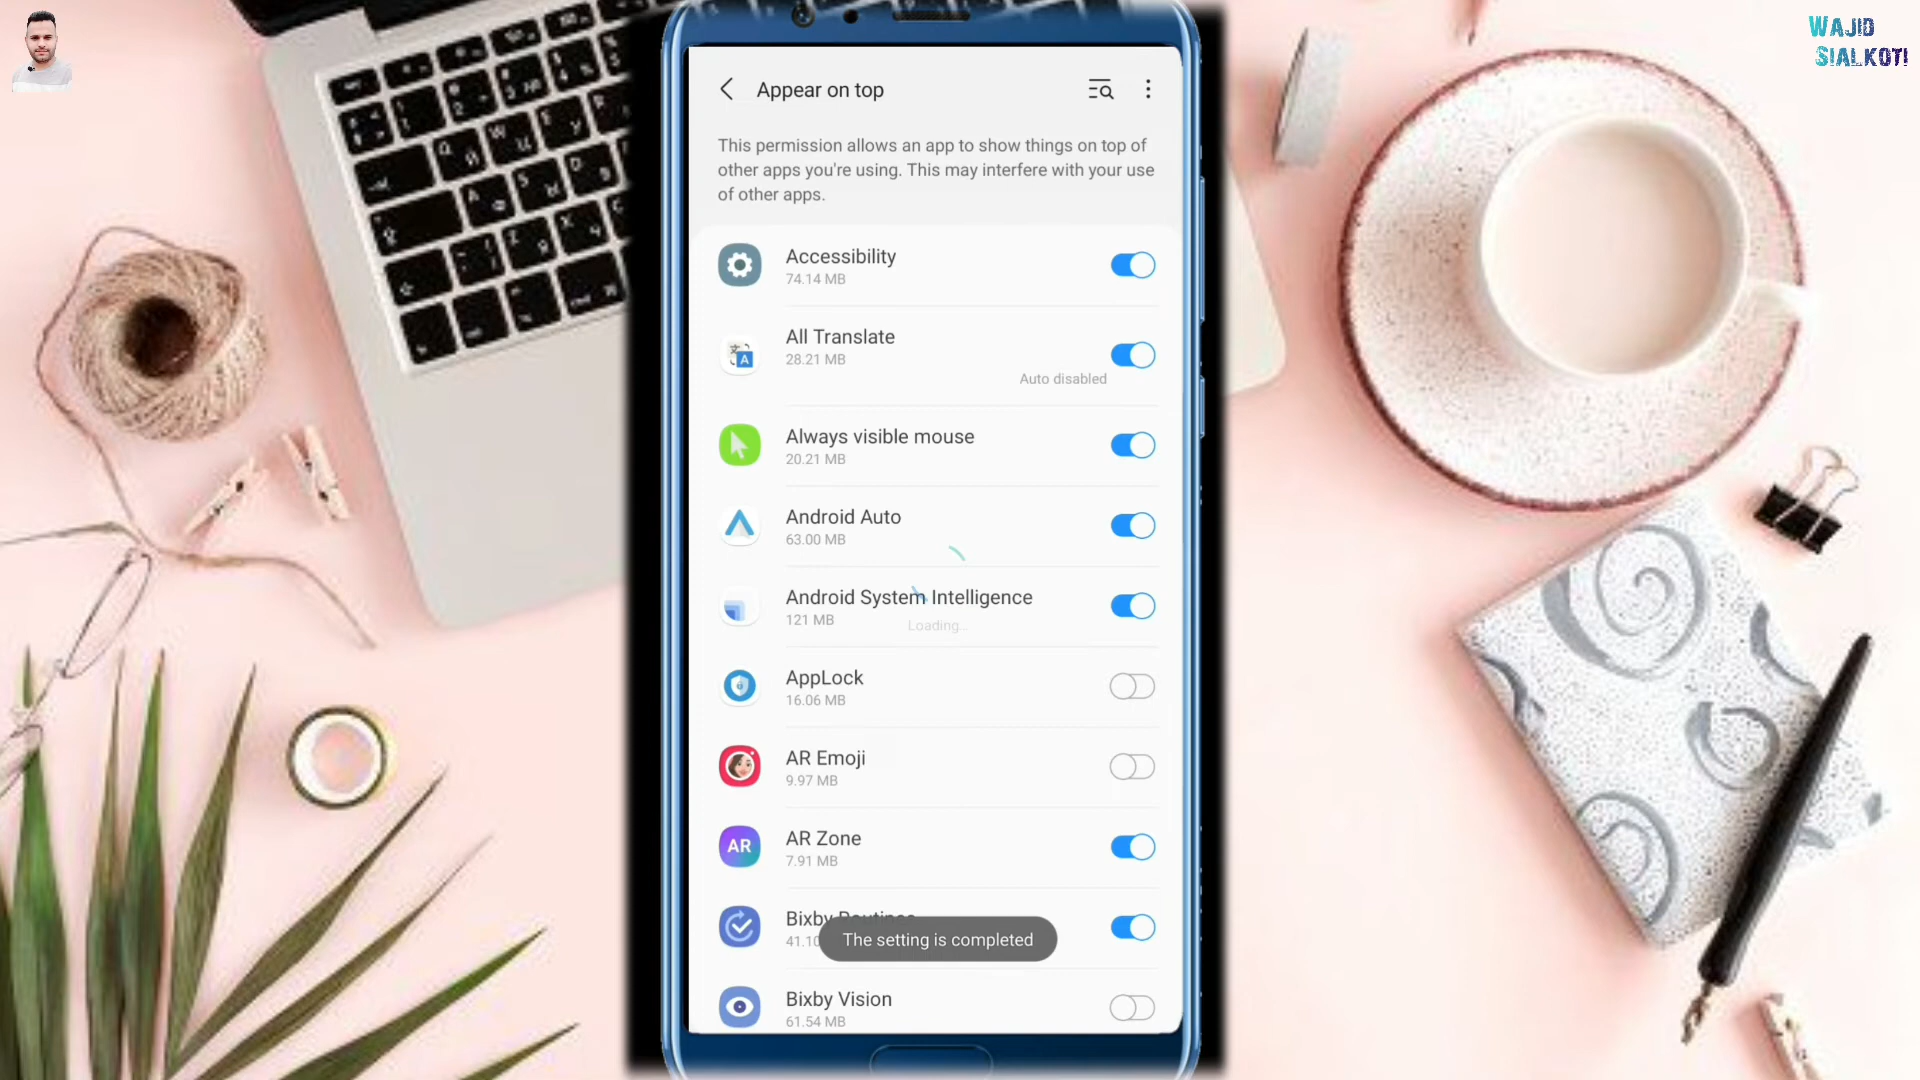 WAJID
SIALKOTI
Appear on top
This permission allows an app to show things on top of
other apps you're using. This may interfere with your use
of other apps.
Accessibility
74.14 MB
All Translate
28.21 MB
Auto disabled
Always visible mouse
20.21 MB
Android Auto
63.00 MB
Android System Intelligence
121 MB
Loading...
AppLock
16.06 MB
AR Emoji
9.97 MB
AR
AR Zone
7.91 MB
Bixby Routines
41.10
The setting is completed
Bixby Vision
61.54 MB